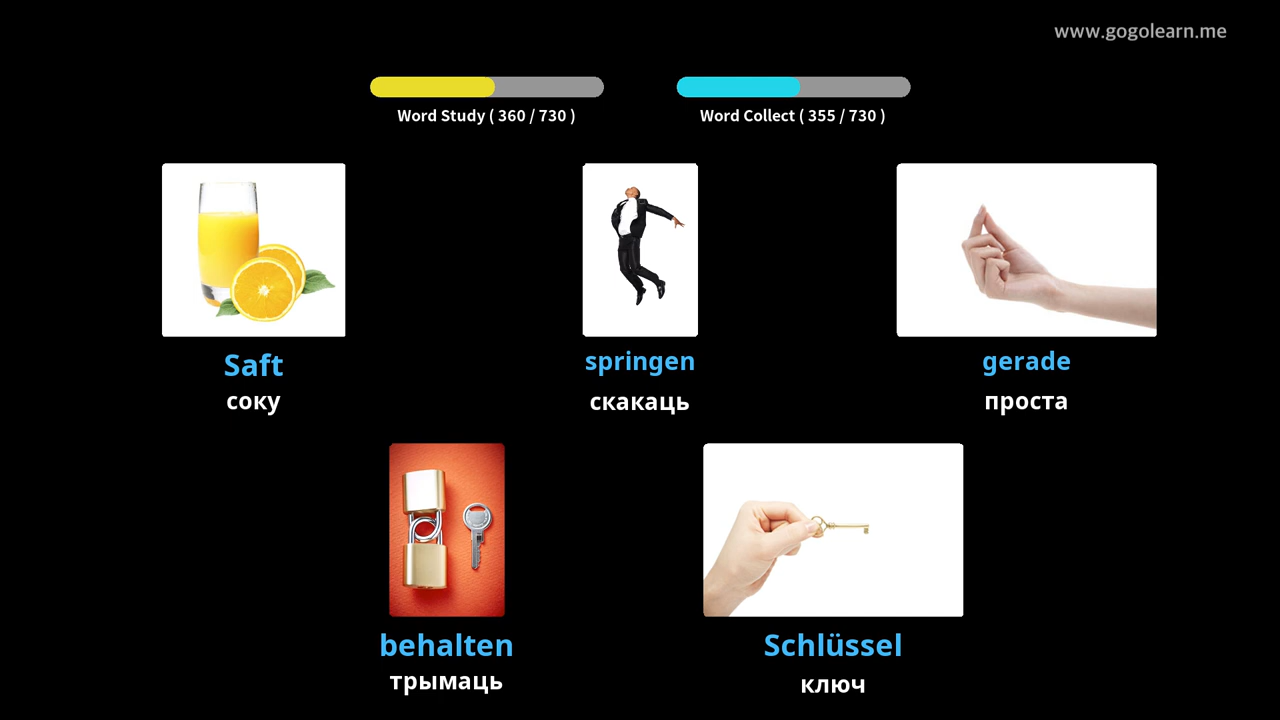 www.gogolearn.me
Word Study ( 360 / 730 )
Word Collect ( 355 / 730 )
Saft
соку
springen
скакаць
gerade
проста
behalten
трымаць
Schlüssel
ключ